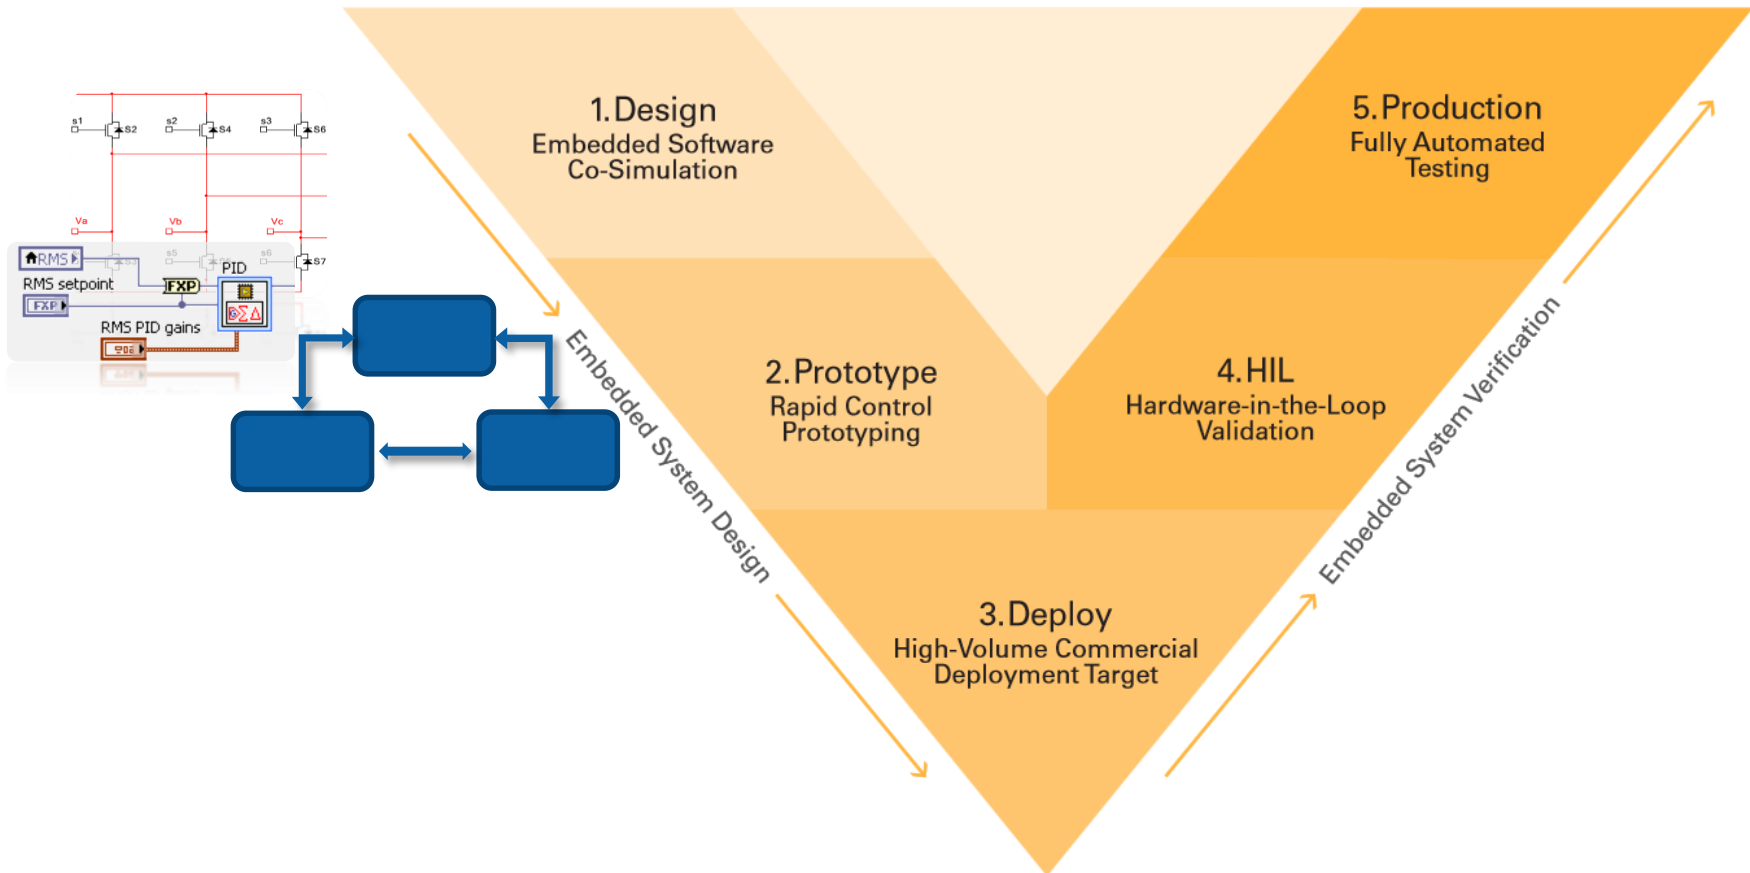 1.Design
Embedded Software
Co-Simulation
5.Production
Fully Automated
Testing
s1
S2
s2
S4
s3
S6
Va
Vb
Vc
s5
s6
S7
RMS
PID
RMS setpoint
FXP
FXP
RMS PID gains
2.Prototype
Rapid Control
Prototyping
4.HIL
Hardware-in-the-Loop
Validation
Embedded System Design
Embedded System Verification
3.Deploy
High-Volume Commercial
Deployment Target